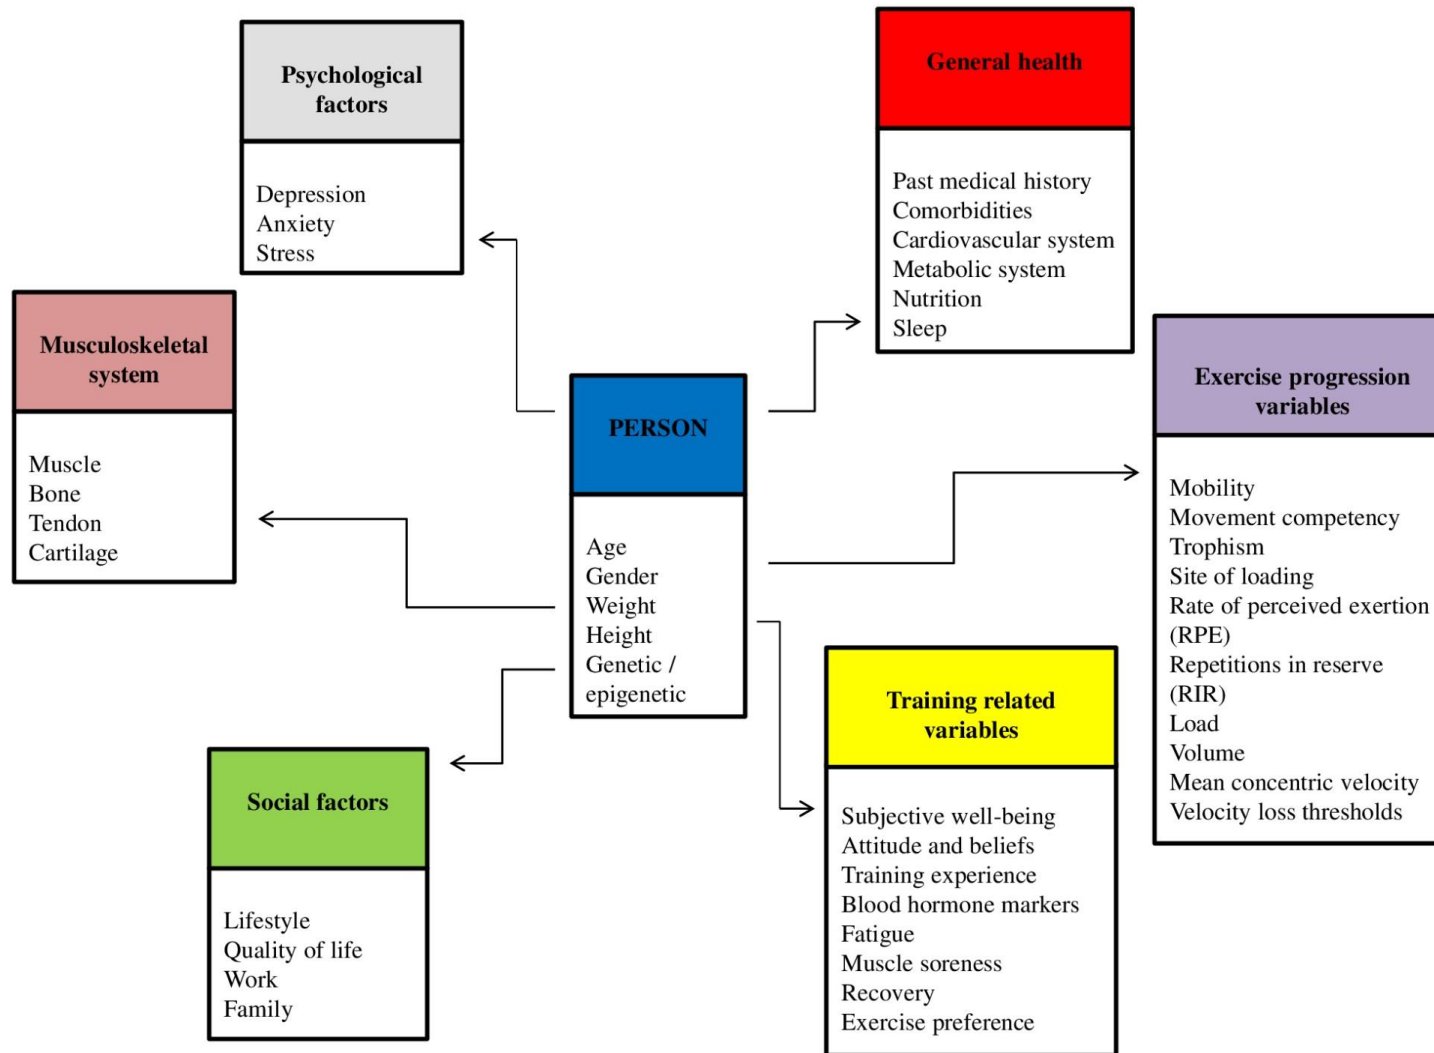 Psychological
factors
Depression
Anxiety
Stress
General health
Past medical history
Comorbidities
Cardiovascular system
Metabolic system
Nutrition
Sleep
Musculoskeletal
system
Muscle
Bone
Tendon
Cartilage
PERSON
Age
Gender
Weight
Height
Genetic /
epigenetic
Exercise progression
variables
Mobility
Movement competency
Trophism
Site of loading
Rate of perceived exertion
(RPE)
Repetitions in reserve
(RIR)
Load
Volume
Mean concentric velocity
Velocity loss thresholds
Social factors
Lifestyle
Quality of life
Work
Family
Training related
variables
Subjective well-being
Attitude and beliefs
Training experience
Blood hormone markers
Fatigue
Muscle soreness
Recovery
Exercise preference